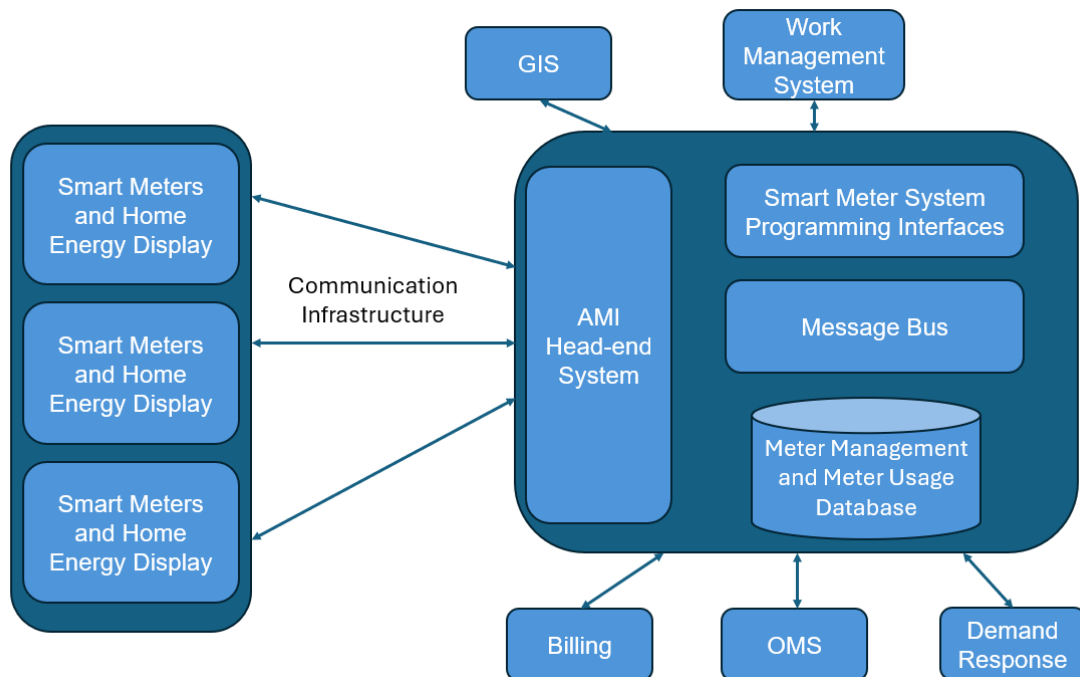 GIS
Work
Management
System
Smart Meters
and Home
Energy Display
Smart Meters
and Home
Energy Display
Smart Meters
and Home
Energy Display
Communication
Infrastructure
AMI
Head-end
System
Smart Meter System
Programming Interfaces
Message Bus
Meter Management
and Meter Usage
Database
Billing
OMS
Demand
Response